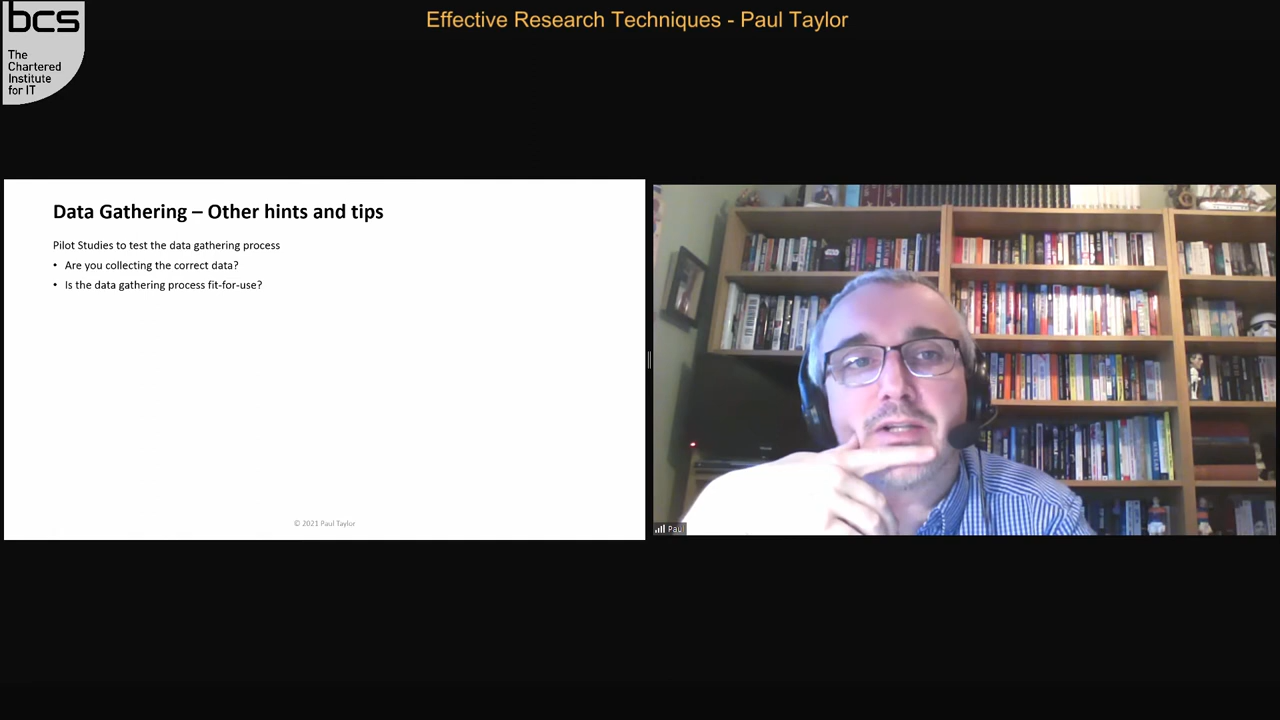 Effective Research Techniques - Paul Taylor
bcs
The
Chartered
Institute
for IT
Data Gathering – Other hints and tips
Pilot Studies to test the data gathering process
• Are you collecting the correct data?
• Is the data gathering process fit-for-use?
© 2021 Paul Taylor
Paul